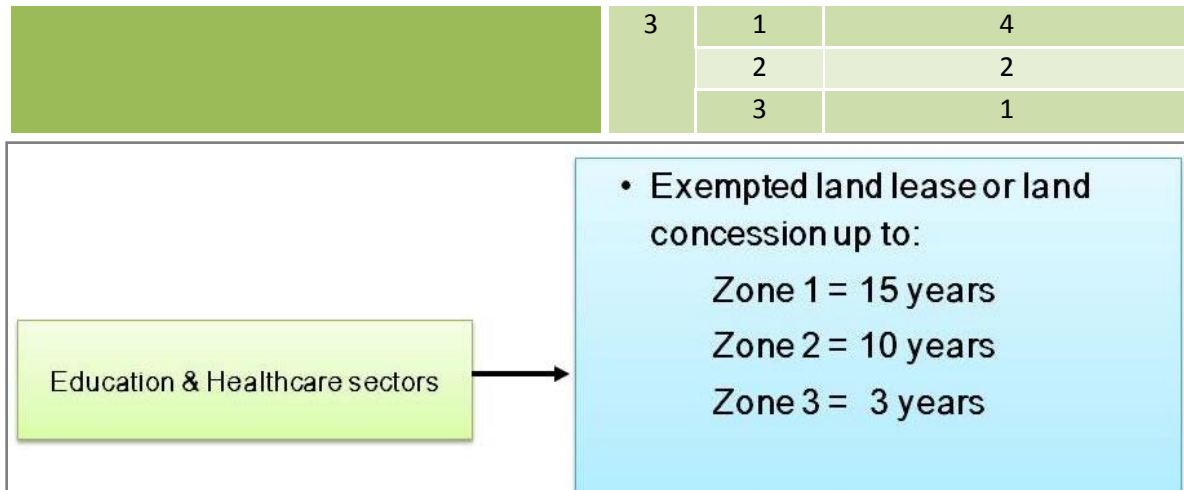 3 1 4
2 2
3 1
• Exempted land lease or land
concession up to:
Zone 1 = 15 years
Zone 2 = 10 years
Zone 3 = 3 years
Education & Healthcare sectors